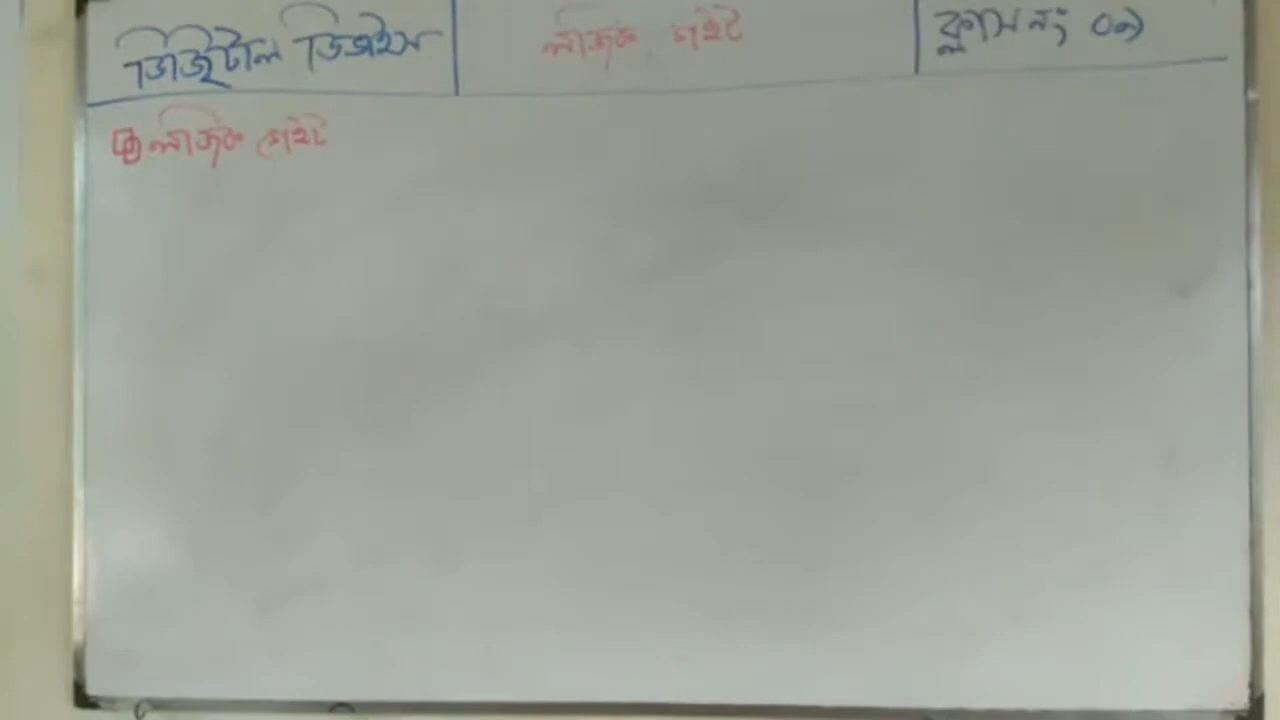 ডিজিটাল ডিভাইস
লজিক গেইট
ক্লাস নং ০১
লজিক গেইট